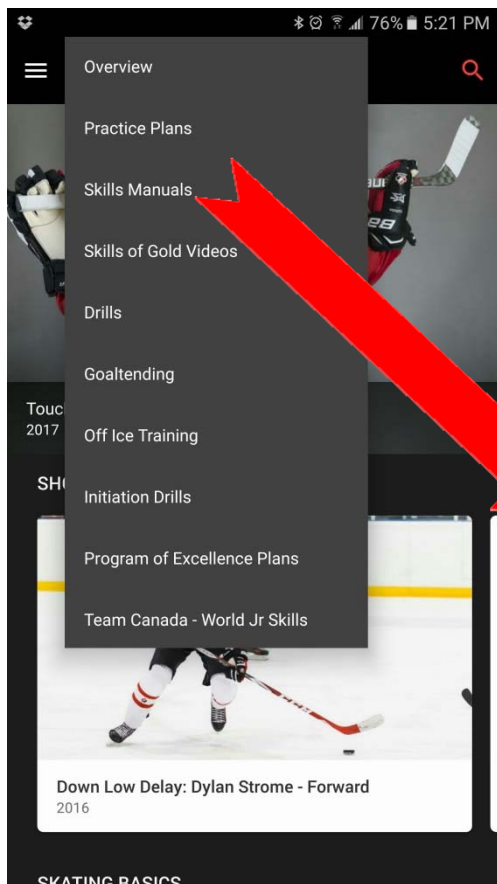 76% 5:21 PM
Overview
Practice Plans
Skills Manuals
Skills of Gold Videos
Drills
Goaltending
Off Ice Training
Initiation Drills
Program of Excellence Plans
Team Canada - World Jr Skills
2017
Down Low Delay: Dylan Strome - Forward
2016
SKATING BASICS